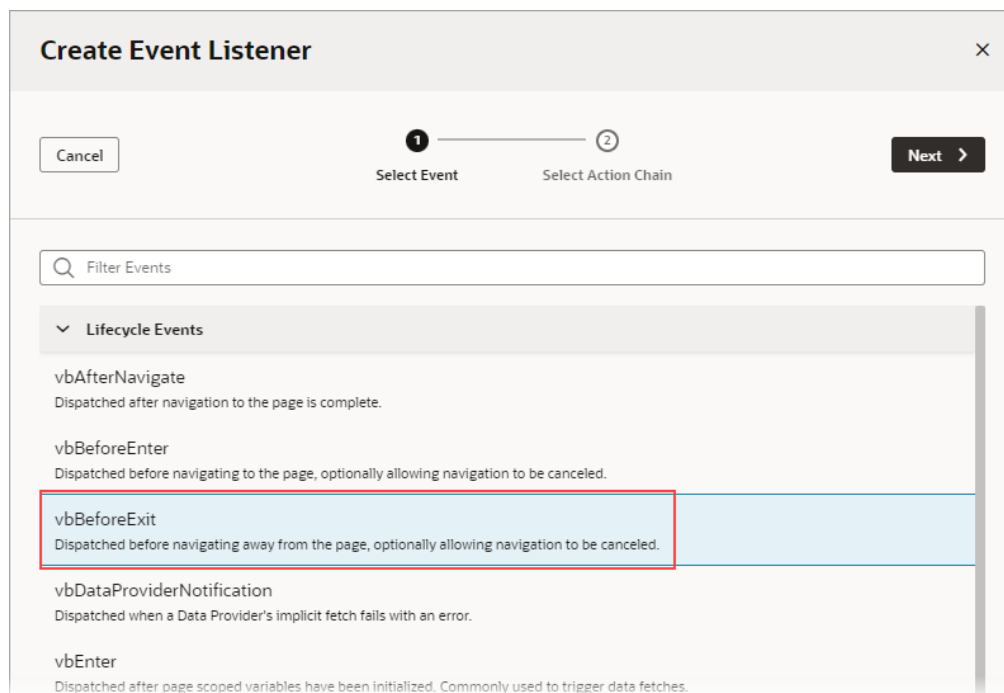 Create Event Listener
Cancel
1
2
Select Event
Select Action Chain
Next
Filter Events
Lifecycle Events
vbAfterNavigate
Dispatched after navigation to the page is complete.
vbBeforeEnter
Dispatched before navigating to the page, optionally allowing navigation to be canceled.
vbBeforeExit
Dispatched before navigating away from the page, optionally allowing navigation to be canceled.
vbDataProviderNotification
Dispatched when a Data Provider's implicit fetch fails with an error.
vbEnter
Dispatched after page scoped variables have been initialized. Commonly used to trigger data fetches.